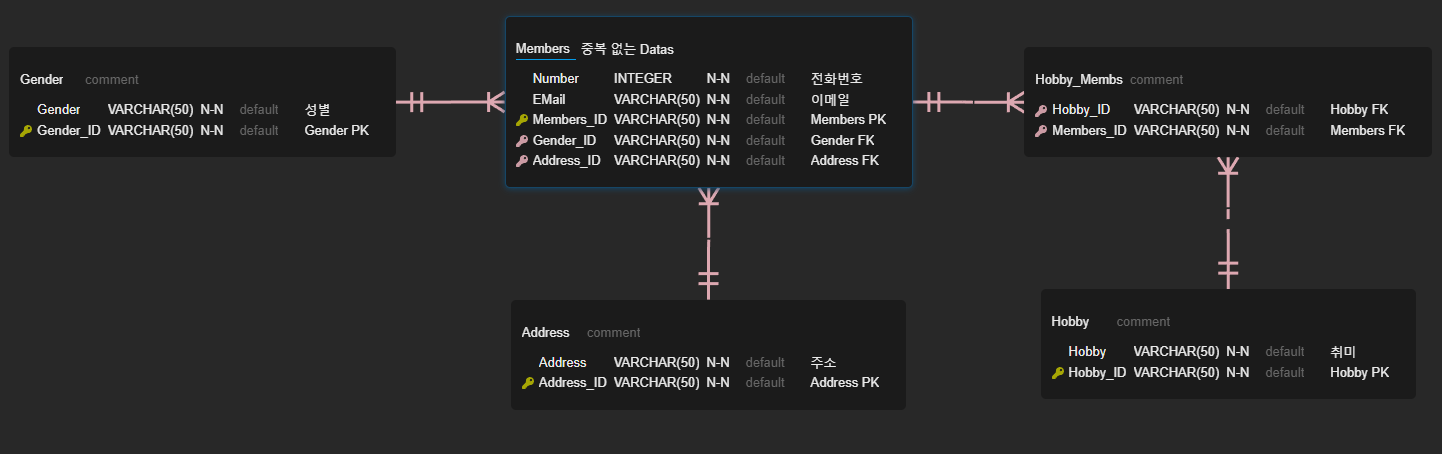 Gender comment
Gender VARCHAR(50) N-N default 성별
Gender_ID VARCHAR(50) N-N default Gender PK
Members 중복 없는 Datas
Number INTEGER N-N default 전화번호
EMail VARCHAR(50) N-N default 이메일
Members_ID VARCHAR(50) N-N default Members PK
Gender_ID VARCHAR(50) N-N default Gender FK
Address_ID VARCHAR(50) N-N default Address FK
Hobby_Membs comment
Hobby_ID VARCHAR(50) N-N default Hobby FK
Members_ID VARCHAR(50) N-N default Members FK
Address comment
Address VARCHAR(50) N-N default 주소
Address_ID VARCHAR(50) N-N default Address PK
Hobby comment
Hobby VARCHAR(50) N-N default 취미
Hobby_ID VARCHAR(50) N-N default Hobby PK